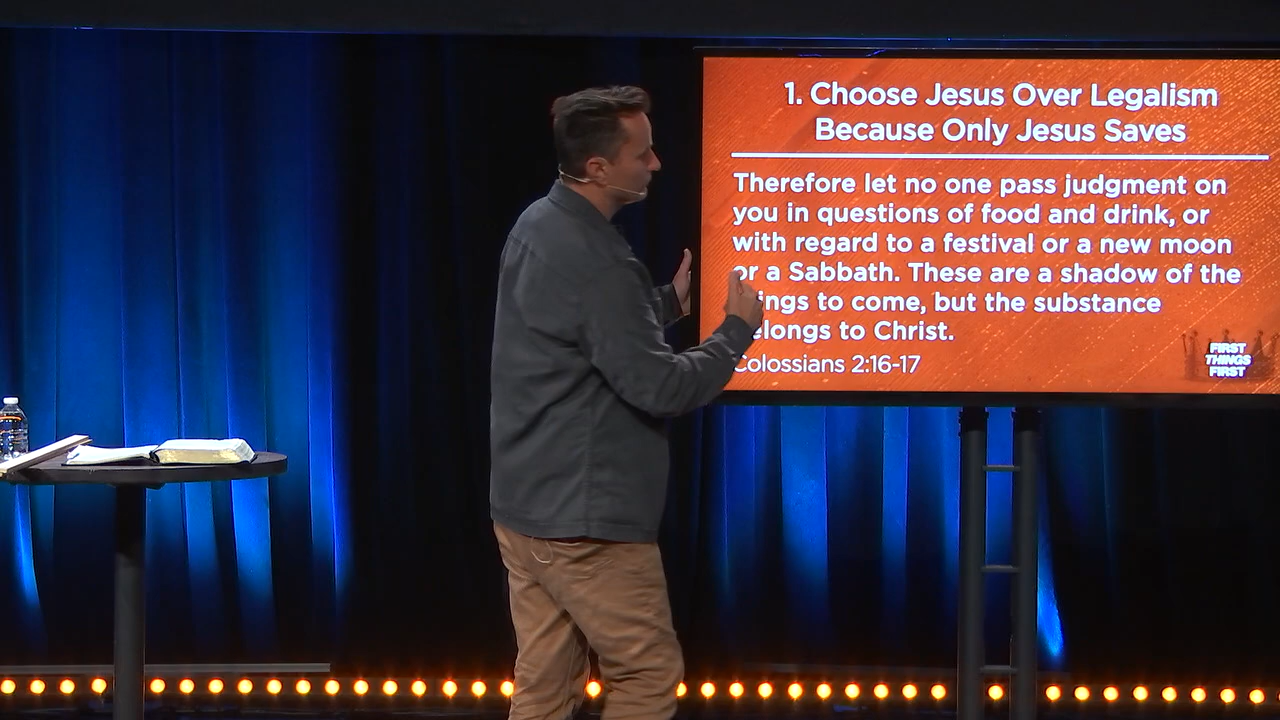 1. Choose Jesus Over Legalism
Because Only Jesus Saves
Therefore let no one pass judgment on
you in questions of food and drink, or
with regard to a festival or a new moon
or a Sabbath. These are a shadow of the
ings to come, but the substance
elongs to Christ.
Colossians 2:16-17
FIRST
THINGS
FIRST